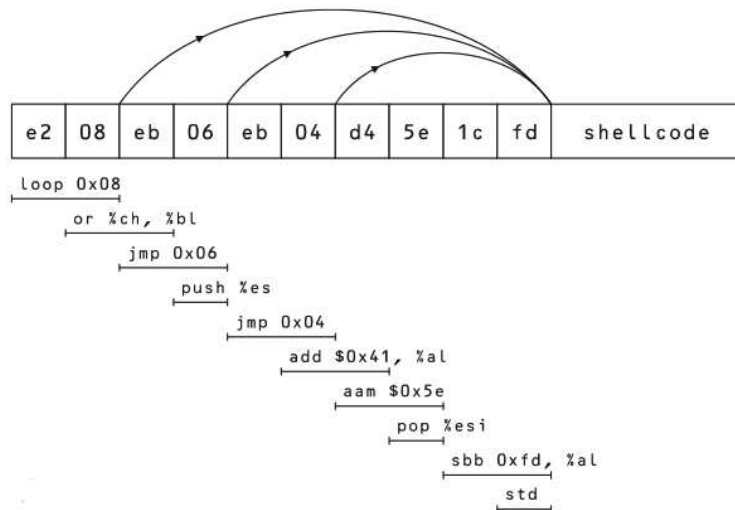 e2 08 eb 06 eb 04 d4 5e 1c fd shellcode
loop 0x08
or %ch, %bl
jmp 0x06
push %es
jmp 0x04
add $0x41, %al
aam $0x5e
pop %esi
sbb 0xfd, %al
std